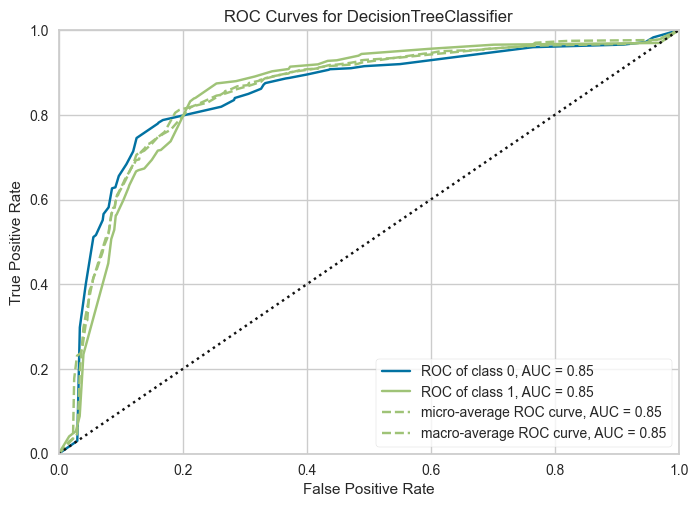 ROC Curves for DecisionTreeClassifier
1.0
0.8
0.6
0.4
0.2
0.0
True Positive Rate
ROC of class 0, AUC = 0.85
ROC of class 1, AUC = 0.85
micro-average ROC curve, AUC = 0.85
macro-average ROC curve, AUC = 0.85
0.0 0.2 0.4 0.6 0.8 1.0
False Positive Rate